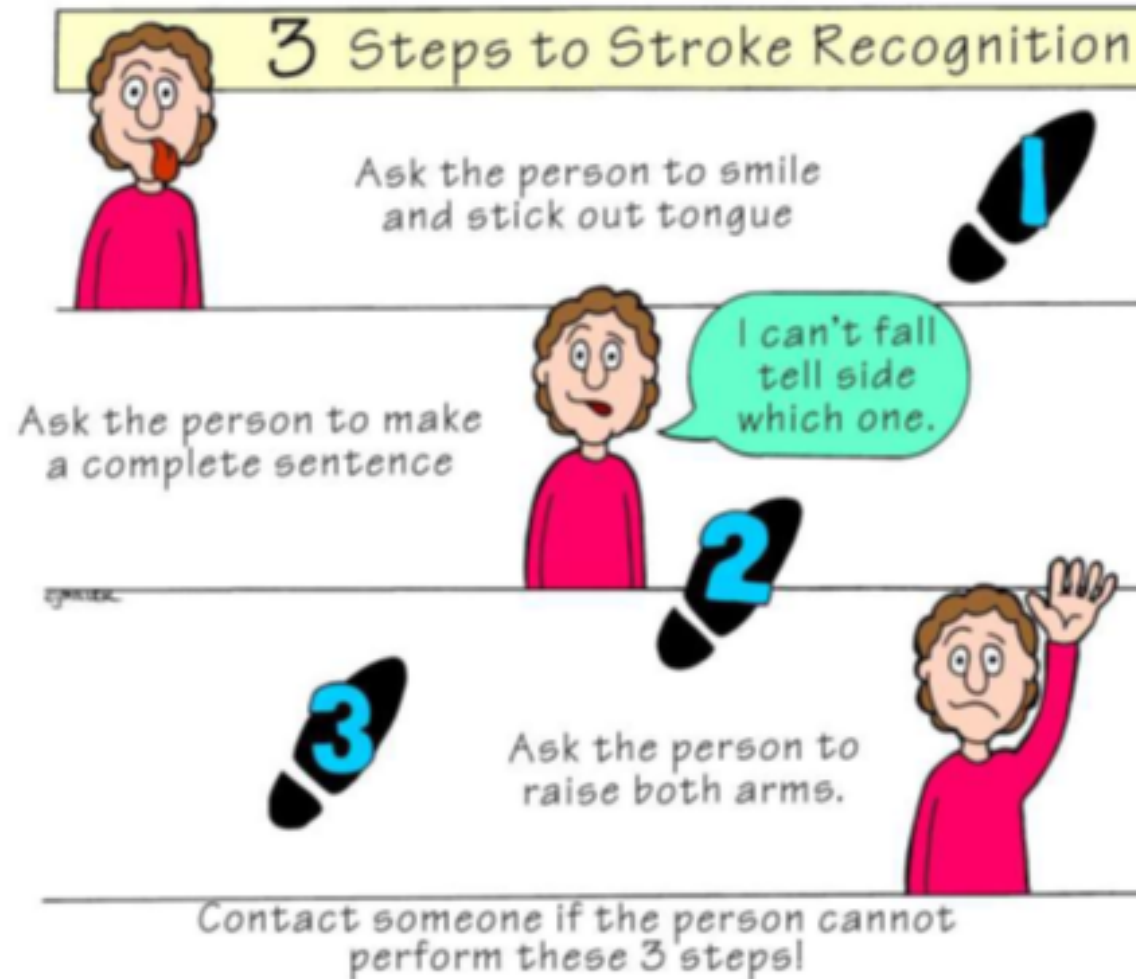 3 Steps to Stroke Recognition
Ask the person to smile
and stick out tongue
1
Ask the person to make
a complete sentence
I can't fall
tell side
which one.
2
3
Ask the person to
raise both arms.
Contact someone if the person cannot
perform these 3 steps!